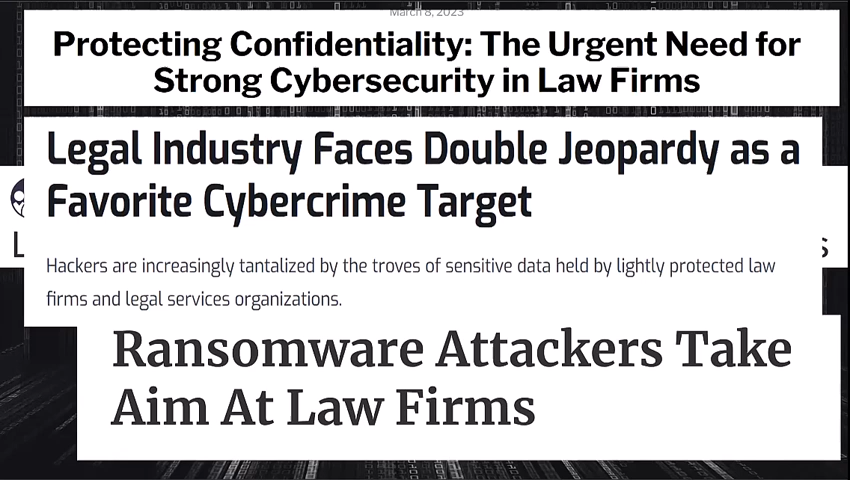 March 8, 2023
Protecting Confidentiality: The Urgent Need for
Strong Cybersecurity in Law Firms
Legal Industry Faces Double Jeopardy as a
Favorite Cybercrime Target
Hackers are increasingly tantalized by the troves of sensitive data held by lightly protected law
firms and legal services organizations.
Ransomware Attackers Take
Aim At Law Firms